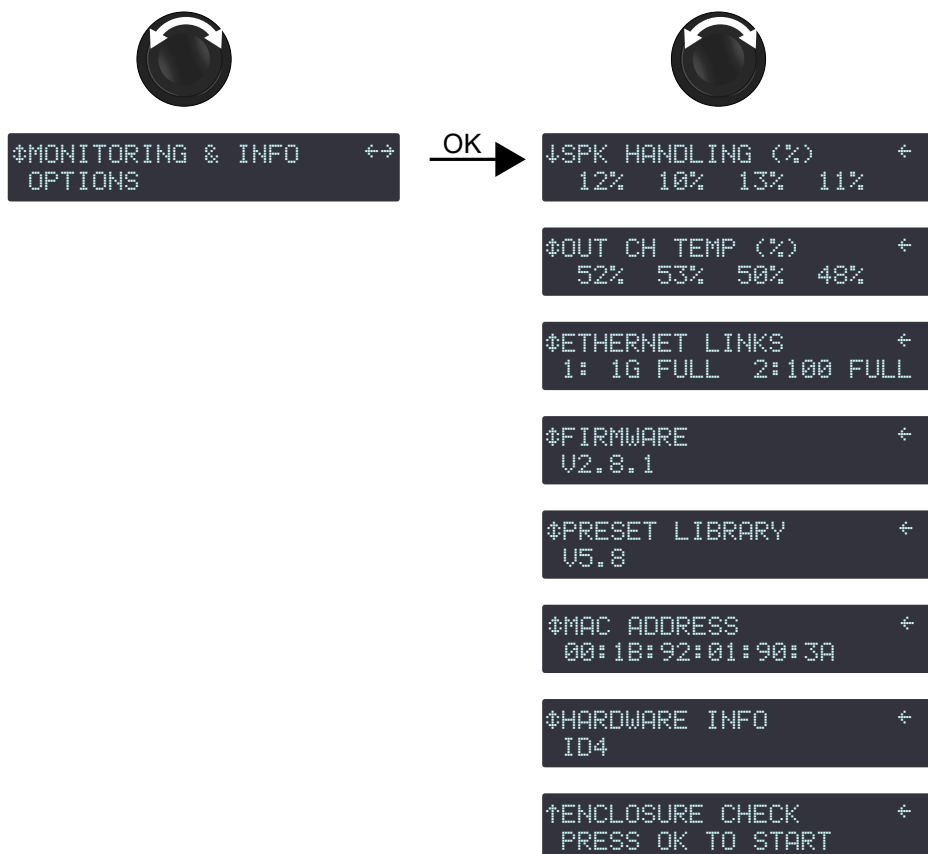 ↕MONITORING & INFO ←→
OPTIONS
OK
↓SPK HANDLING (%) ←
12% 10% 13% 11%
↕OUT CH TEMP (%) ←
52% 53% 50% 48%
↕ETHERNET LINKS ←
1: 1G FULL 2:100 FULL
↕FIRMWARE ←
V2.8.1
↕PRESET LIBRARY ←
V5.8
↕MAC ADDRESS ←
00:1B:92:01:90:3A
↕HARDWARE INFO ←
ID4
↑ENCLOSURE CHECK ←
PRESS OK TO START